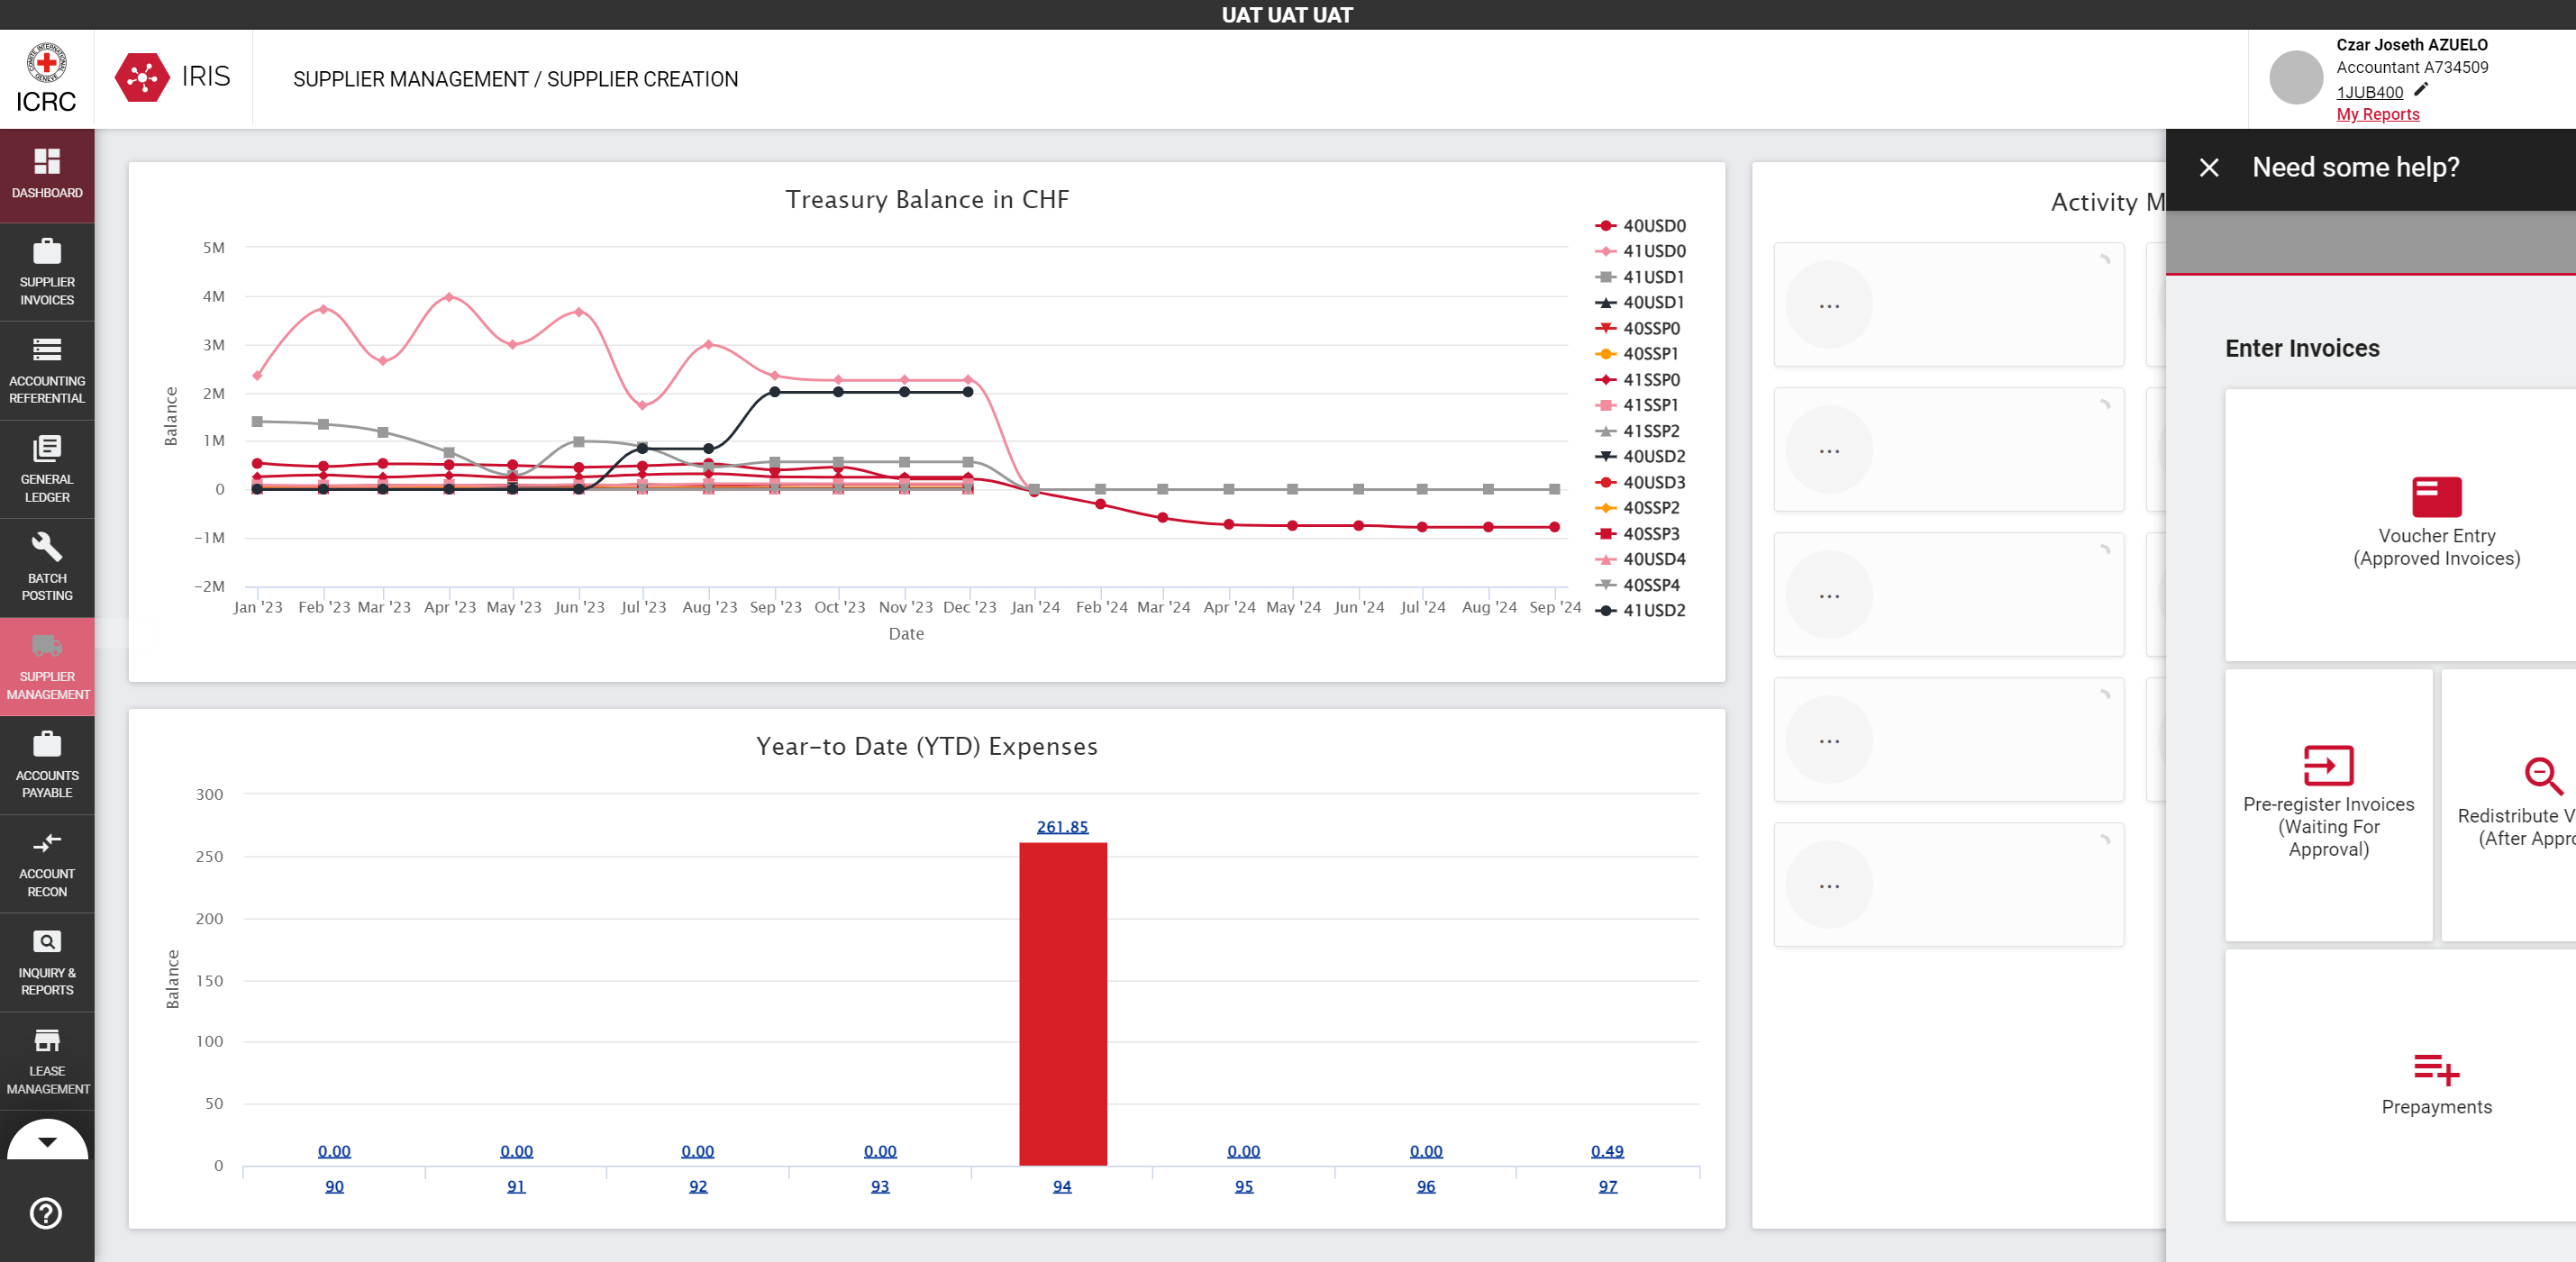 UAT UAT UAT
ICRC
IRIS
SUPPLIER MANAGEMENT / SUPPLIER CREATION
Czar Joseth AZUELO
Accountant A734509
1JUB400
My Reports
DASHBOARD
SUPPLIER
INVOICES
ACCOUNTING
REFERENTIAL
GENERAL
LEDGER
BATCH
POSTING
SUPPLIER
MANAGEMENT
ACCOUNTS
PAYABLE
ACCOUNT
RECON
INQUIRY &
REPORTS
LEASE
MANAGEMENT
Treasury Balance in CHF
Balance
5M
4M
3M
2M
1M
0
-1M
-2M
Jan '23 Feb '23 Mar '23 Apr '23 May '23 Jun '23 Jul '23 Aug '23 Sep '23 Oct '23 Nov '23 Dec '23 Jan '24 Feb '24 Mar '24 Apr '24 May '24 Jun '24 Jul '24 Aug '24 Sep '24
Date
40USD0
41USD0
41USD1
40USD1
40SSP0
40SSP1
41SSP0
41SSP1
41SSP2
40USD2
40USD3
40SSP2
40SSP3
40USD4
40SSP4
41USD2
Year-to Date (YTD) Expenses
Balance
300
250
200
150
100
50
0
0.00 0.00 0.00 0.00 261.85 0.00 0.00 0.49
90 91 92 93 94 95 96 97
Activity M
...
...
...
...
...
Need some help?
Enter Invoices
Voucher Entry
(Approved Invoices)
Pre-register Invoices
(Waiting For
Approval)
Redistribute V
(After Appro
Prepayments